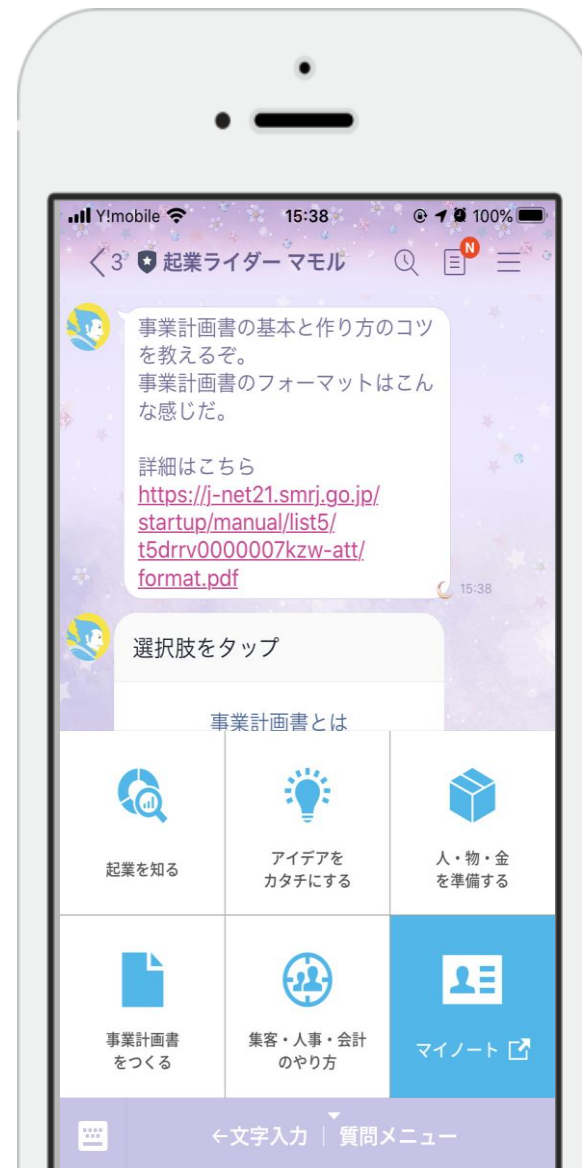 Y!mobile 15:38 100%
3 起業ライダー マモル N
事業計画書の基本と作り方のコツ
を教えるぞ。
事業計画書のフォーマットはこん
な感じだ。
詳細はこちら
https://j-
net21.smrj.go.jp/
startup/manual/list5/
t5drrv0000007kzw-att/
format.pdf
15:38
選択肢をタップ
事業計画書とは
起業を知る
アイデアを
カタチにする
人・物・金
を準備する
事業計画書
をつくる
集客・人事・会計
のやり方
マイノート
←文字入力 | 質問メニュー